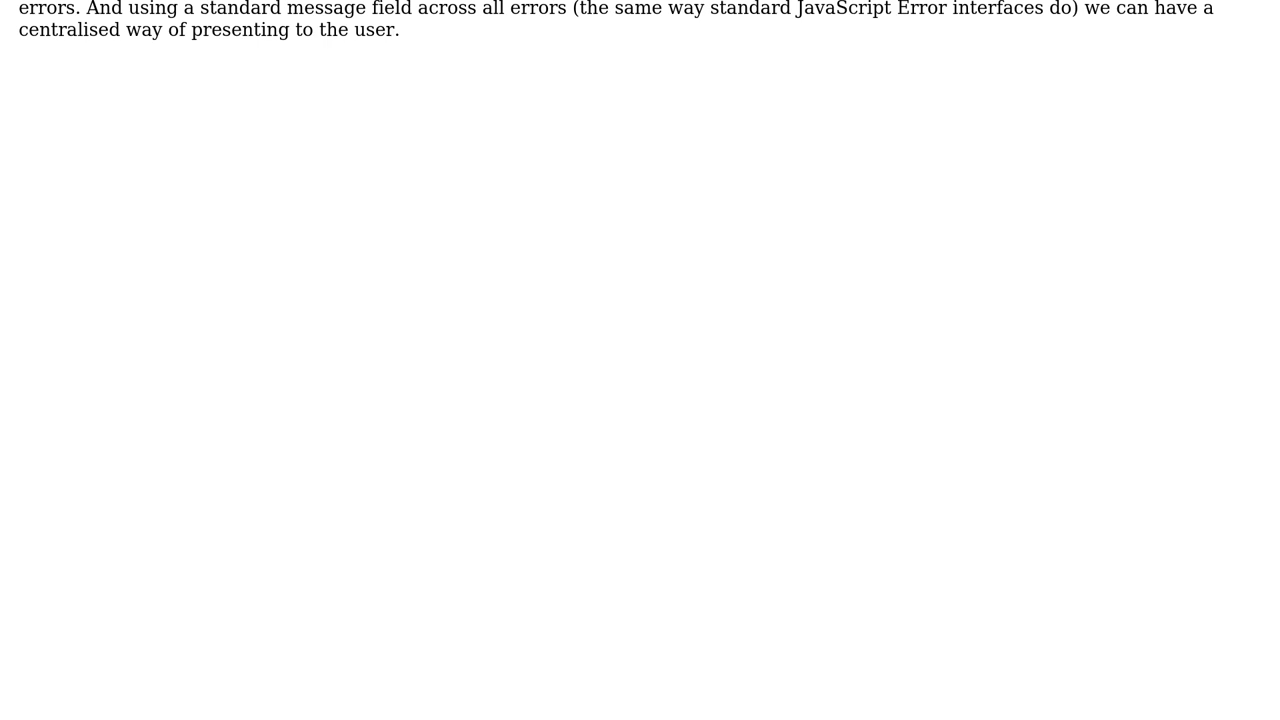 errors. And using a standard message field across all errors (the same way standard JavaScript Error interfaces do) we can have a
centralised way of presenting to the user.